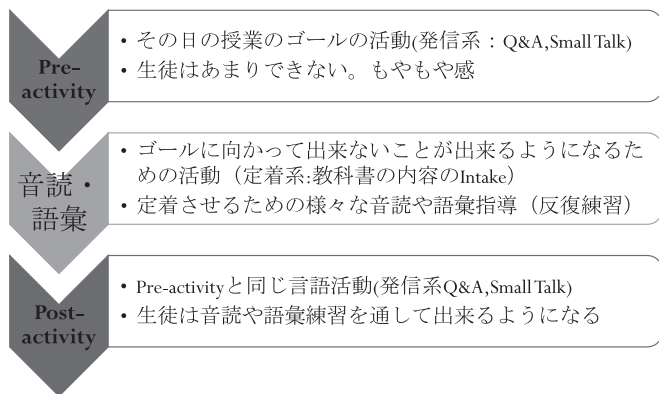 Pre-
activity
• その日の授業のゴールの活動(発信系：Q&A,Small Talk)
• 生徒はあまりできない。もやもや感
音読・
語彙
• ゴールに向かって出来ないことが出来るようになるた
めの活動（定着系:教科書の内容のIntake）
• 定着させるための様々な音読や語彙指導（反復練習）
Post-
activity
• Pre-activityと同じ言語活動(発信系Q&A,Small Talk)
• 生徒は音読や語彙練習を通して出来るようになる